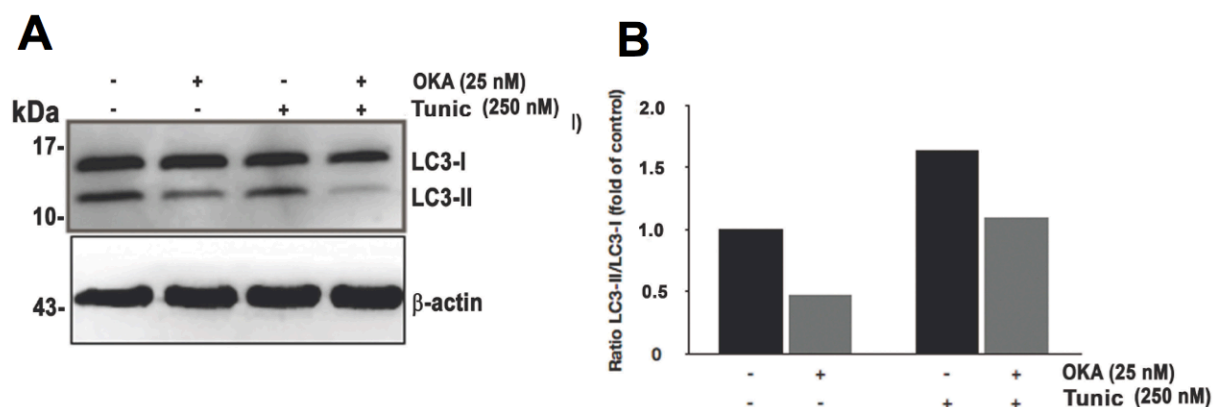 A
- + - + OKA (25 nM)
kDa - - + + Tunic (250 nM)
l)
17-
LC3-I
LC3-II
10-
43-
β-actin
B
Ratio LC3-II/LC3-I (fold of control)
2.0
1.5
1.0
0.5
0
- + - + OKA (25 nM)
- - + + Tunic (250 nM)